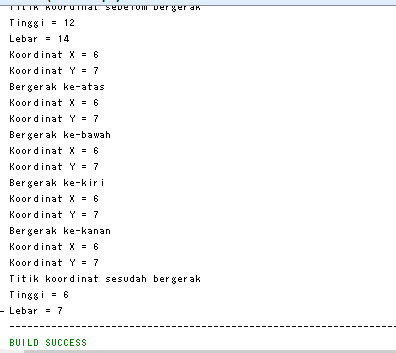 Titik koordinat sebelum bergerak
Tinggi = 12
Lebar = 14
Koordinat X = 6
Koordinat Y = 7
Bergerak ke-atas
Koordinat X = 6
Koordinat Y = 7
Bergerak ke-bawah
Koordinat X = 6
Koordinat Y = 7
Bergerak ke-kiri
Koordinat X = 6
Koordinat Y = 7
Bergerak ke-kanan
Koordinat X = 6
Koordinat Y = 7
Titik koordinat sesudah bergerak
Tinggi = 6
Lebar = 7
------------------------------------------------------------------------
BUILD SUCCESS